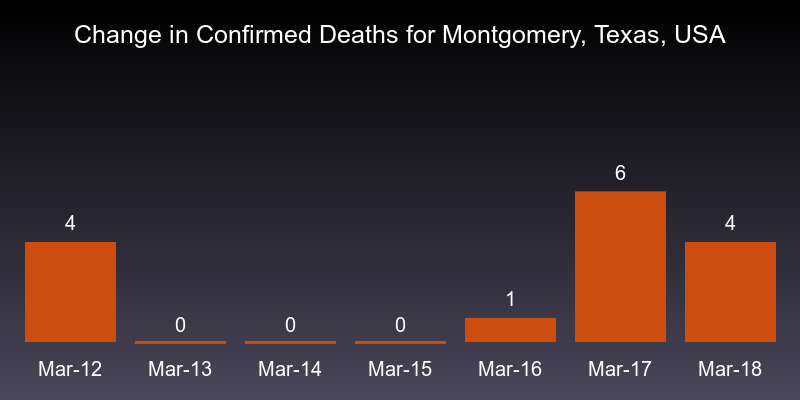 Change in Confirmed Deaths for Montgomery, Texas, USA
6
4
4
1
0
0
0
Mar-12
Mar-13
Mar-14
Mar-15
Mar-16
Mar-17
Mar-18